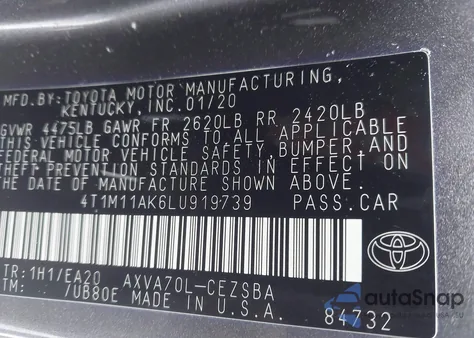 MFD. BY: TOYOTA MOTOR MANUFACTURING,
KENTUCKY, INC. 01/20
GVWR 4475LB GAWR FR 2620LB RR 2420LB
THIS VEHICLE CONFORMS TO ALL APPLICABLE
FEDERAL MOTOR VEHICLE SAFETY, BUMPER, AND
THEFT PREVENTION STANDARDS IN EFFECT ON
THE DATE OF MANUFACTURE SHOWN ABOVE.
4T1M11AK6LU919739 PASS. CAR
TOYOTA
TR: 1H1/EA20 AXVA70L-CEZSBA
TM: /UB80E MADE IN U.S.A. 84732
autoSnap